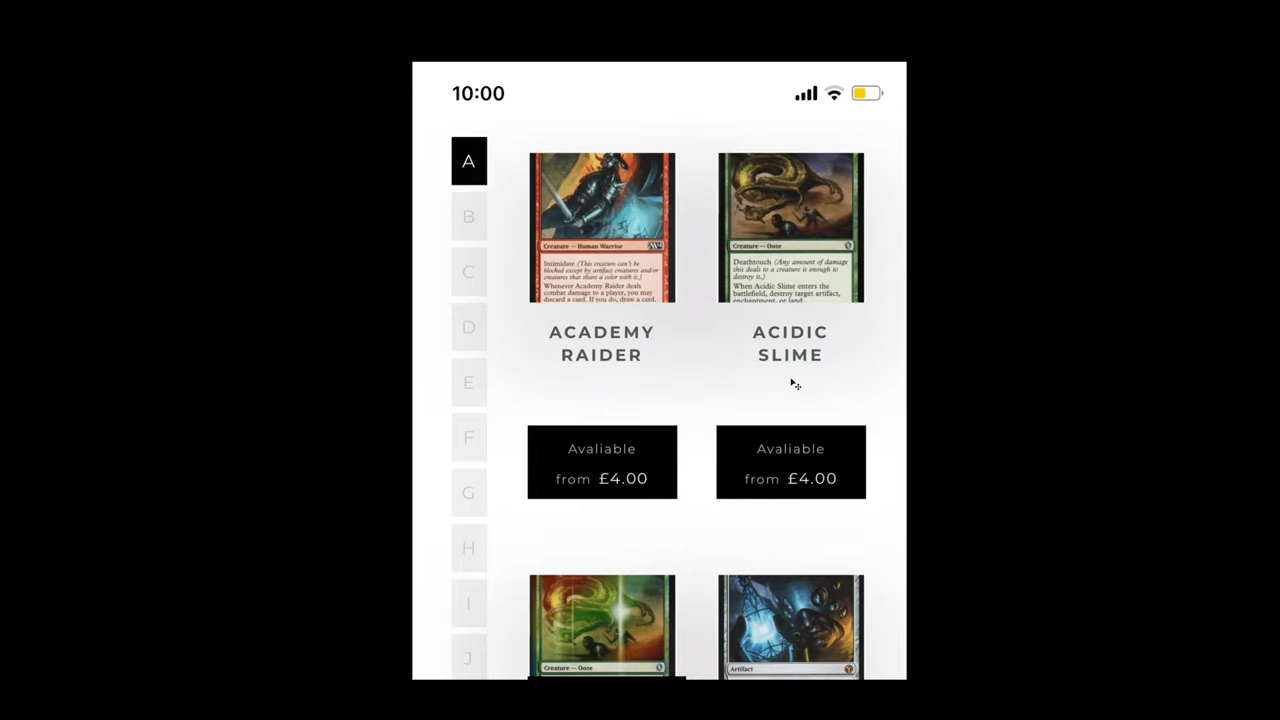 10:00
A
B
C
D
E
F
G
H
I
J
Creature — Human Warrior
M14
Intimidate (This creature can't be
blocked except by artifact creatures and/or
creatures that share a color with it.)
Whenever Academy Raider deals
combat damage to a player, you may
discard a card. If you do, draw a card.
ACADEMY
RAIDER
Avaliable
from £4.00
Creature — Ooze
Deathtouch (Any amount of damage
this deals to a creature is enough to
destroy it.)
When Acidic Slime enters the
battlefield, destroy target artifact,
enchantment, or land.
ACIDIC
SLIME
Avaliable
from £4.00
Creature — Ooze
Artifact